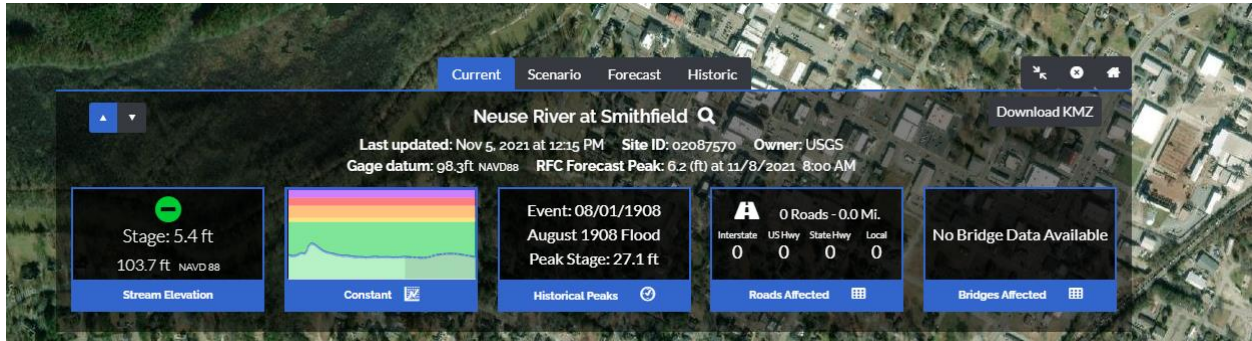 Current Scenario Forecast Historic
Neuse River at Smithfield
Download KMZ
Last updated: Nov 5, 2021 at 12:15 PM Site ID: 02087570 Owner: USGS
Gage datum: 98.3ft NAVD88 RFC Forecast Peak: 6.2 (ft) at 11/8/2021 8:00 AM
Stage: 5.4 ft
103.7 ft NAVD 88
Stream Elevation
Constant
Event: 08/01/1908
August 1908 Flood
Peak Stage: 27.1 ft
Historical Peaks
0 Roads - 0.0 Mi.
Interstate US Hwy State Hwy Local
0 0 0 0
Roads Affected
No Bridge Data Available
Bridges Affected